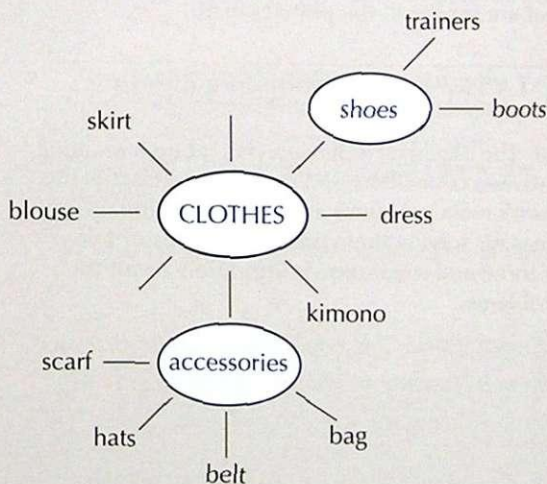 trainers
shoes
boots
skirt
blouse
CLOTHES
dress
kimono
scarf
accessories
hats
bag
belt